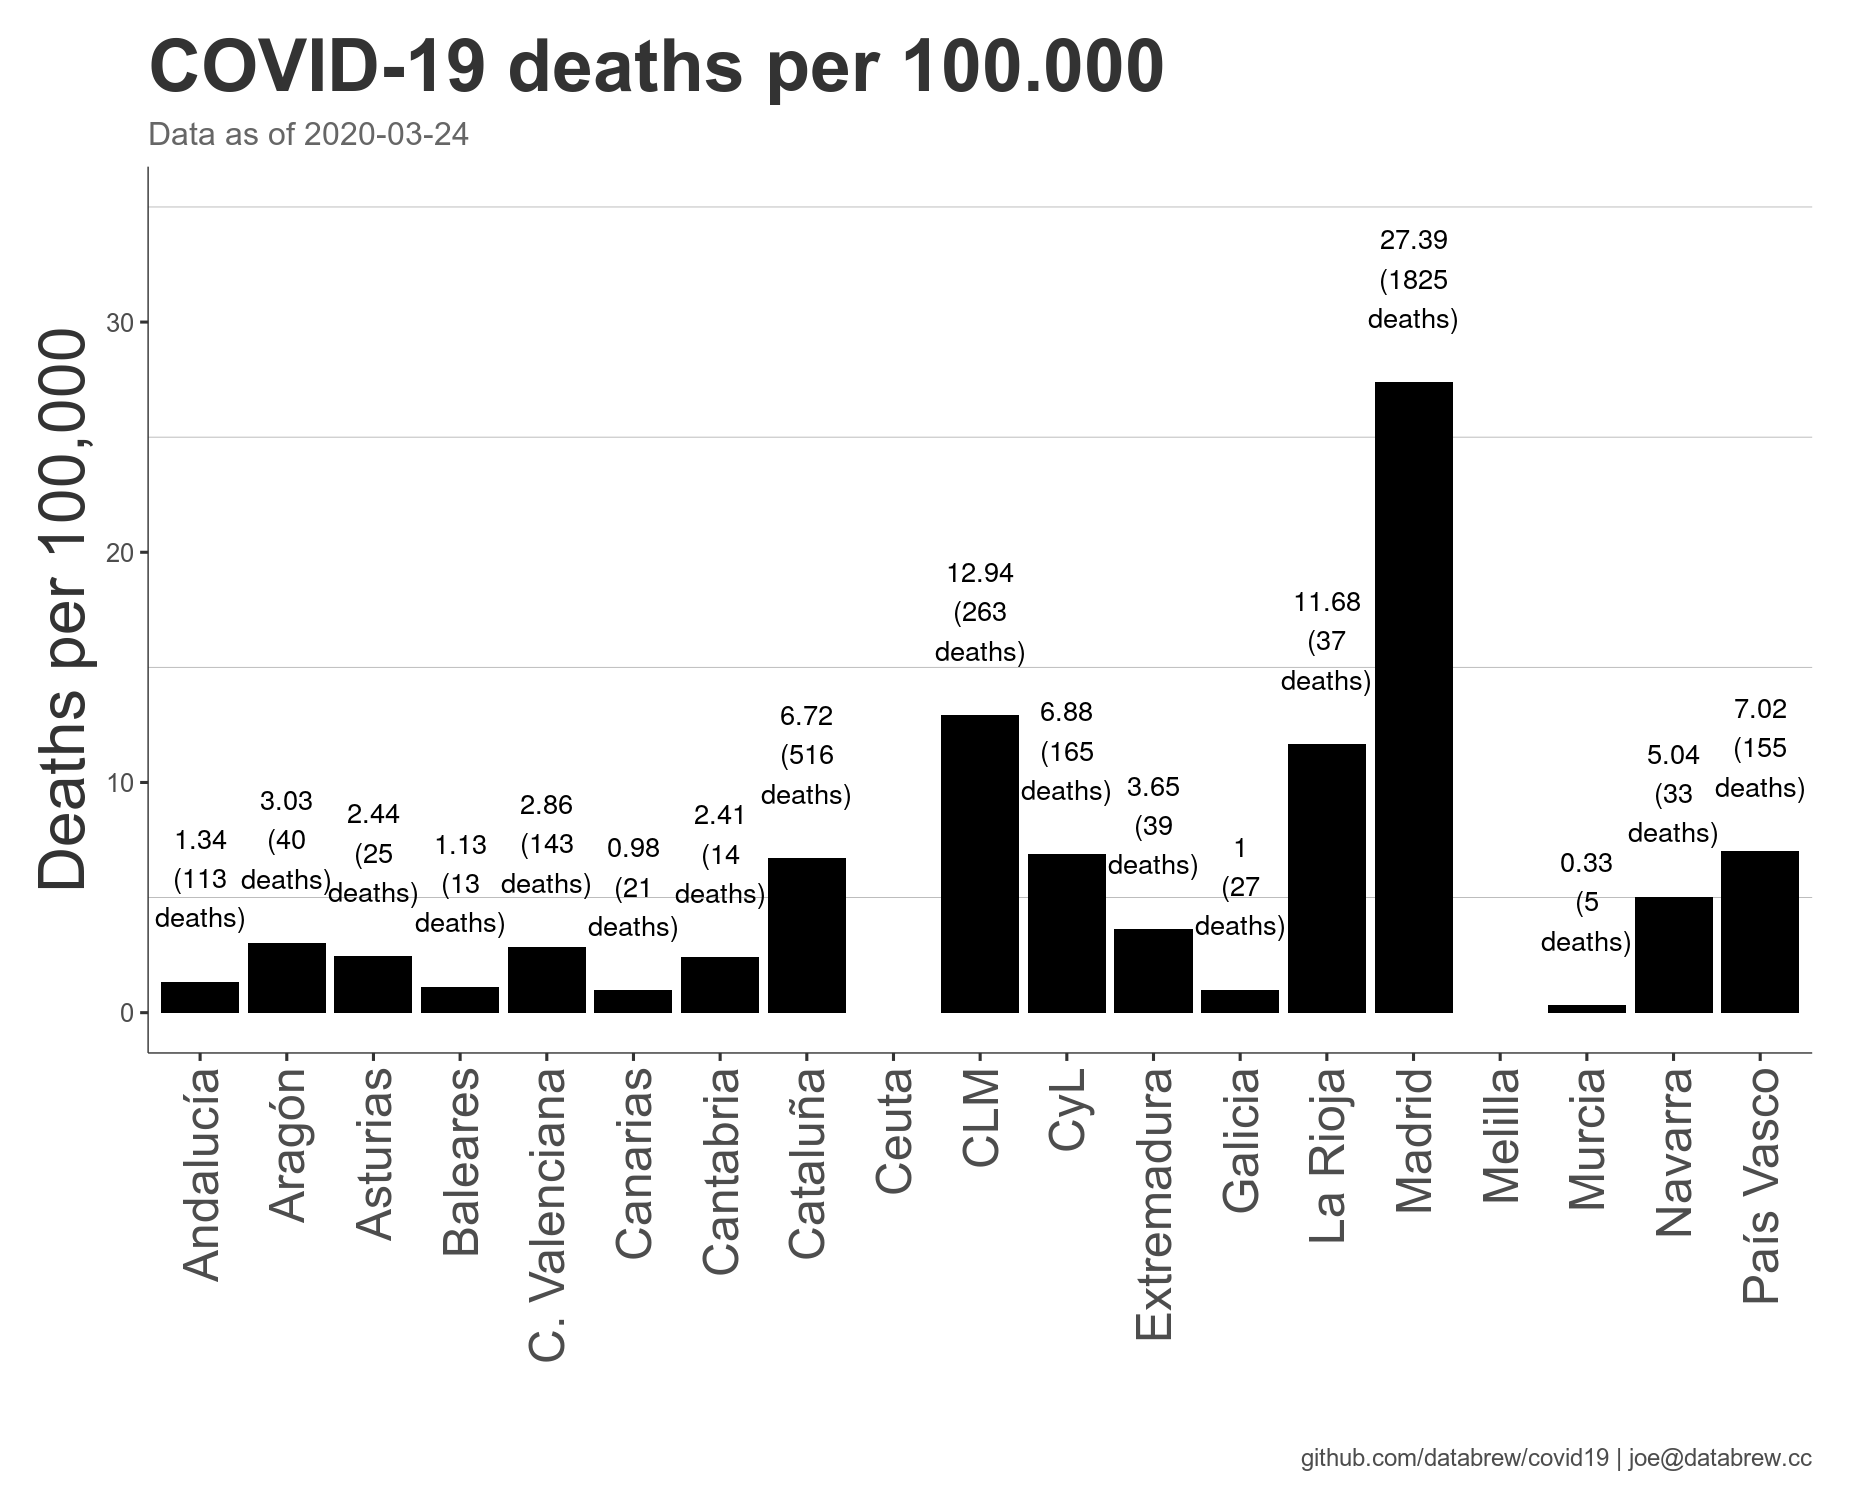 COVID-19 deaths per 100.000
Data as of 2020-03-24
Deaths per 100,000
30
20
10
0
1.34
(113
deaths)
3.03
(40
deaths)
2.44
(25
deaths)
1.13
(13
deaths)
2.86
(143
deaths)
0.98
(21
deaths)
2.41
(14
deaths)
6.72
(516
deaths)
12.94
(263
deaths)
6.88
(165
deaths)
3.65
(39
deaths)
1
(27
deaths)
11.68
(37
deaths)
27.39
(1825
deaths)
0.33
(5
deaths)
5.04
(33
deaths)
7.02
(155
deaths)
Andalucía
Aragón
Asturias
Baleares
C. Valenciana
Canarias
Cantabria
Cataluña
Ceuta
CLM
CyL
Extremadura
Galicia
La Rioja
Madrid
Melilla
Murcia
Navarra
País Vasco
github.com/databrew/covid19 | joe@databrew.cc